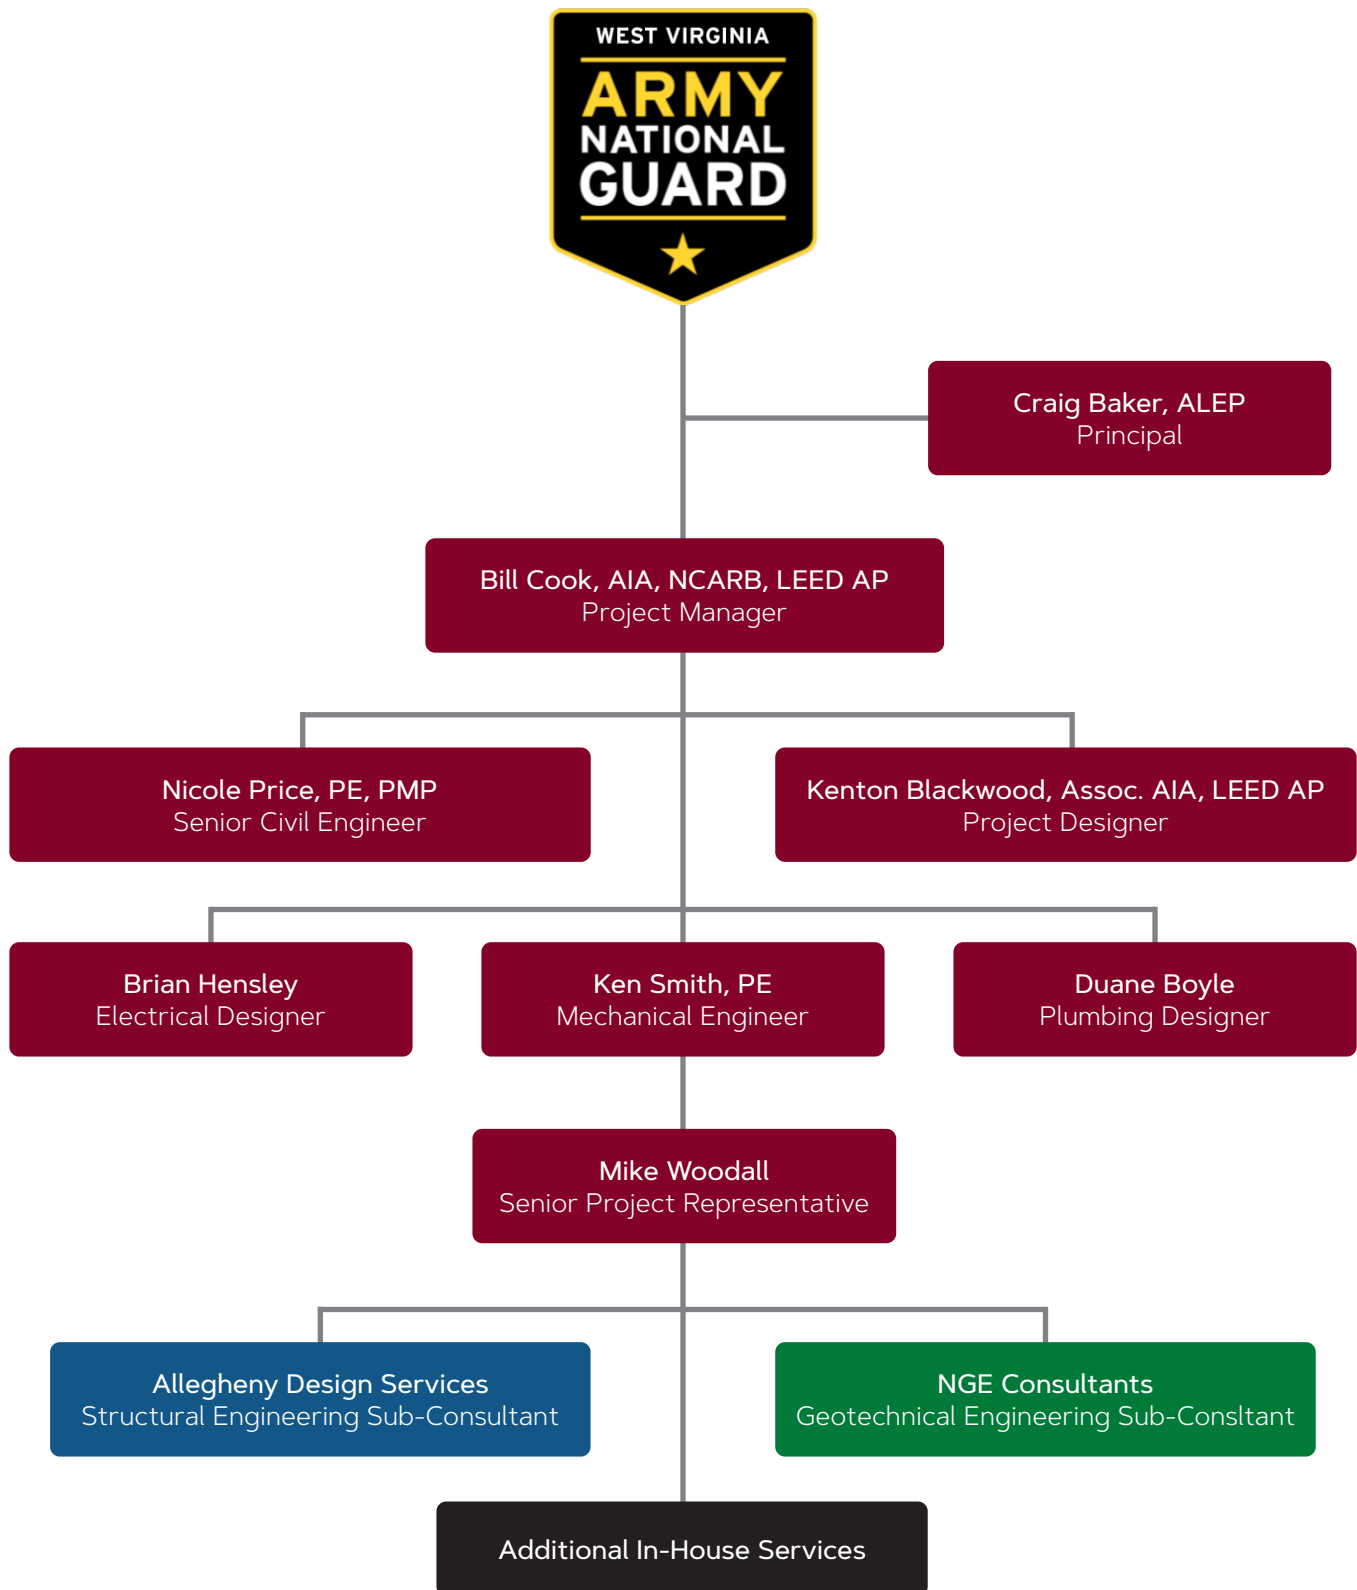 WEST VIRGINIA
ARMY
NATIONAL
GUARD
Craig Baker, ALEP
Principal
Bill Cook, AIA, NCARB, LEED AP
Project Manager
Nicole Price, PE, PMP
Senior Civil Engineer
Kenton Blackwood, Assoc. AIA, LEED AP
Project Designer
Brian Hensley
Electrical Designer
Ken Smith, PE
Mechanical Engineer
Duane Boyle
Plumbing Designer
Mike Woodall
Senior Project Representative
Allegheny Design Services
Structural Engineering Sub-Consultant
NGE Consultants
Geotechnical Engineering Sub-Consltant
Additional In-House Services